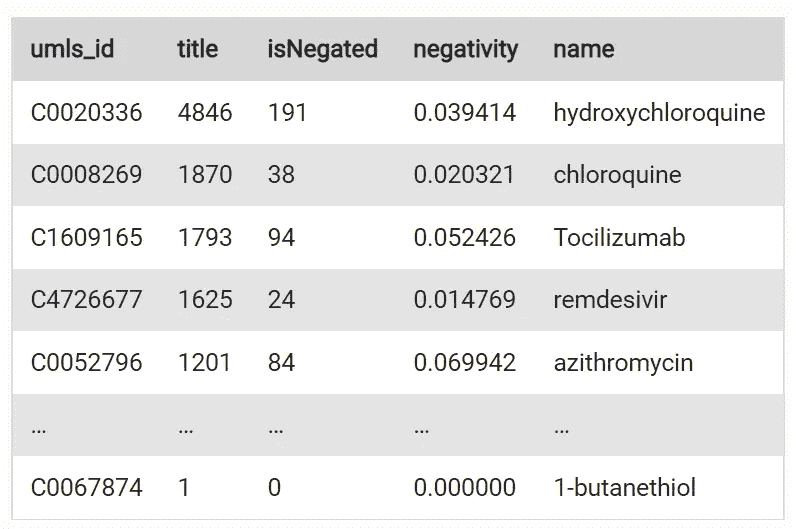 umls_id title isNegated negativity name
C0020336 4846 191 0.039414 hydroxychloroquine
C0008269 1870 38 0.020321 chloroquine
C1609165 1793 94 0.052426 Tocilizumab
C4726677 1625 24 0.014769 remdesivir
C0052796 1201 84 0.069942 azithromycin
... ... ... ... ...
C0067874 1 0 0.000000 1-butanethiol